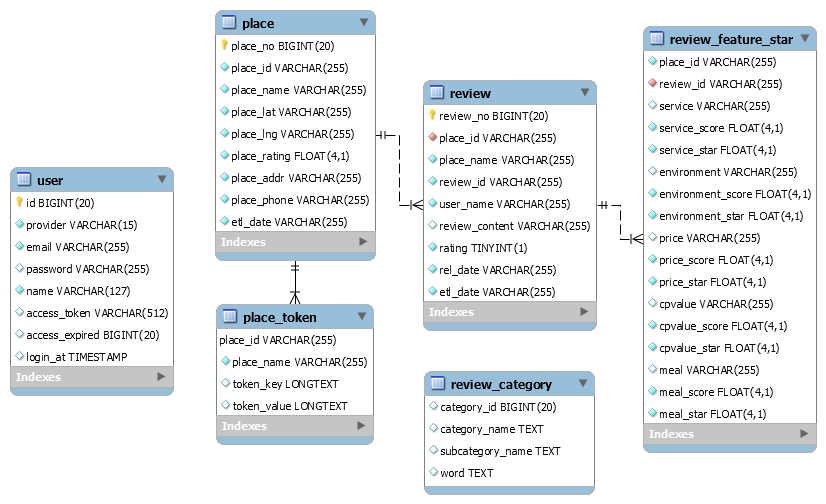 user
id BIGINT(20)
provider VARCHAR(15)
email VARCHAR(255)
password VARCHAR(255)
name VARCHAR(127)
access_token VARCHAR(512)
access_expired BIGINT(20)
login_at TIMESTAMP
Indexes
place
place_no BIGINT(20)
place_id VARCHAR(255)
place_name VARCHAR(255)
place_lat VARCHAR(255)
place_lng VARCHAR(255)
place_rating FLOAT(4,1)
place_addr VARCHAR(255)
place_phone VARCHAR(255)
etl_date VARCHAR(255)
Indexes
place_token
place_id VARCHAR(255)
place_name VARCHAR(255)
token_key LONGTEXT
token_value LONGTEXT
Indexes
review
review_no BIGINT(20)
place_id VARCHAR(255)
place_name VARCHAR(255)
review_id VARCHAR(255)
user_name VARCHAR(255)
review_content VARCHAR(255)
rating TINYINT(1)
rel_date VARCHAR(255)
etl_date VARCHAR(255)
Indexes
review_category
category_id BIGINT(20)
category_name TEXT
subcategory_name TEXT
word TEXT
review_feature_star
place_id VARCHAR(255)
review_id VARCHAR(255)
service VARCHAR(255)
service_score FLOAT(4,1)
service_star FLOAT(4,1)
environment VARCHAR(255)
environment_score FLOAT(4,1)
environment_star FLOAT(4,1)
price VARCHAR(255)
price_score FLOAT(4,1)
price_star FLOAT(4,1)
cpvalue VARCHAR(255)
cpvalue_score FLOAT(4,1)
cpvalue_star FLOAT(4,1)
meal VARCHAR(255)
meal_score FLOAT(4,1)
meal_star FLOAT(4,1)
Indexes